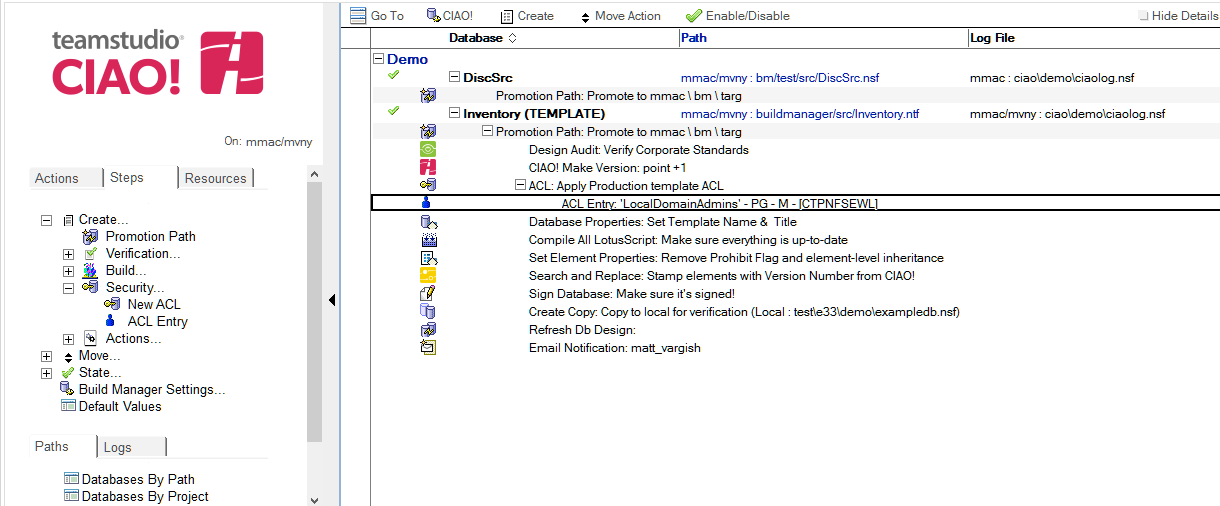 teamstudio
CIAO!
On: mmac/mvny
Actions
Steps
Resources
Create...
Promotion Path
Verification...
Build...
Security...
New ACL
ACL Entry
Actions...
Move...
State...
Build Manager Settings...
Default Values
Paths
Logs
Databases By Path
Databases By Project
Go To CIAO! Create Move Action Enable/Disable Hide Details
Database Path Log File
Demo
DiscSrc mmac/mvny : bm/test/src/DiscSrc.nsf mmac : ciao\demo\ciaolog.nsf
Promotion Path: Promote to mmac \ bm \ targ
Inventory (TEMPLATE) mmac/mvny : buildmanager/src/Inventory.ntf mmac/mvny : ciao\demo\ciaolog.nsf
Promotion Path: Promote to mmac \ bm \ targ
Design Audit: Verify Corporate Standards
CIAO! Make Version: point +1
ACL: Apply Production template ACL
ACL Entry: 'LocalDomainAdmins' - PG - M - [CTPNFSEWL]
Database Properties: Set Template Name & Title
Compile All LotusScript: Make sure everything is up-to-date
Set Element Properties: Remove Prohibit Flag and element-level inheritance
Search and Replace: Stamp elements with Version Number from CIAO!
Sign Database: Make sure it's signed!
Create Copy: Copy to local for verification (Local : test\e33\demo\exampledb.nsf)
Refresh Db Design:
Email Notification: matt_vargish